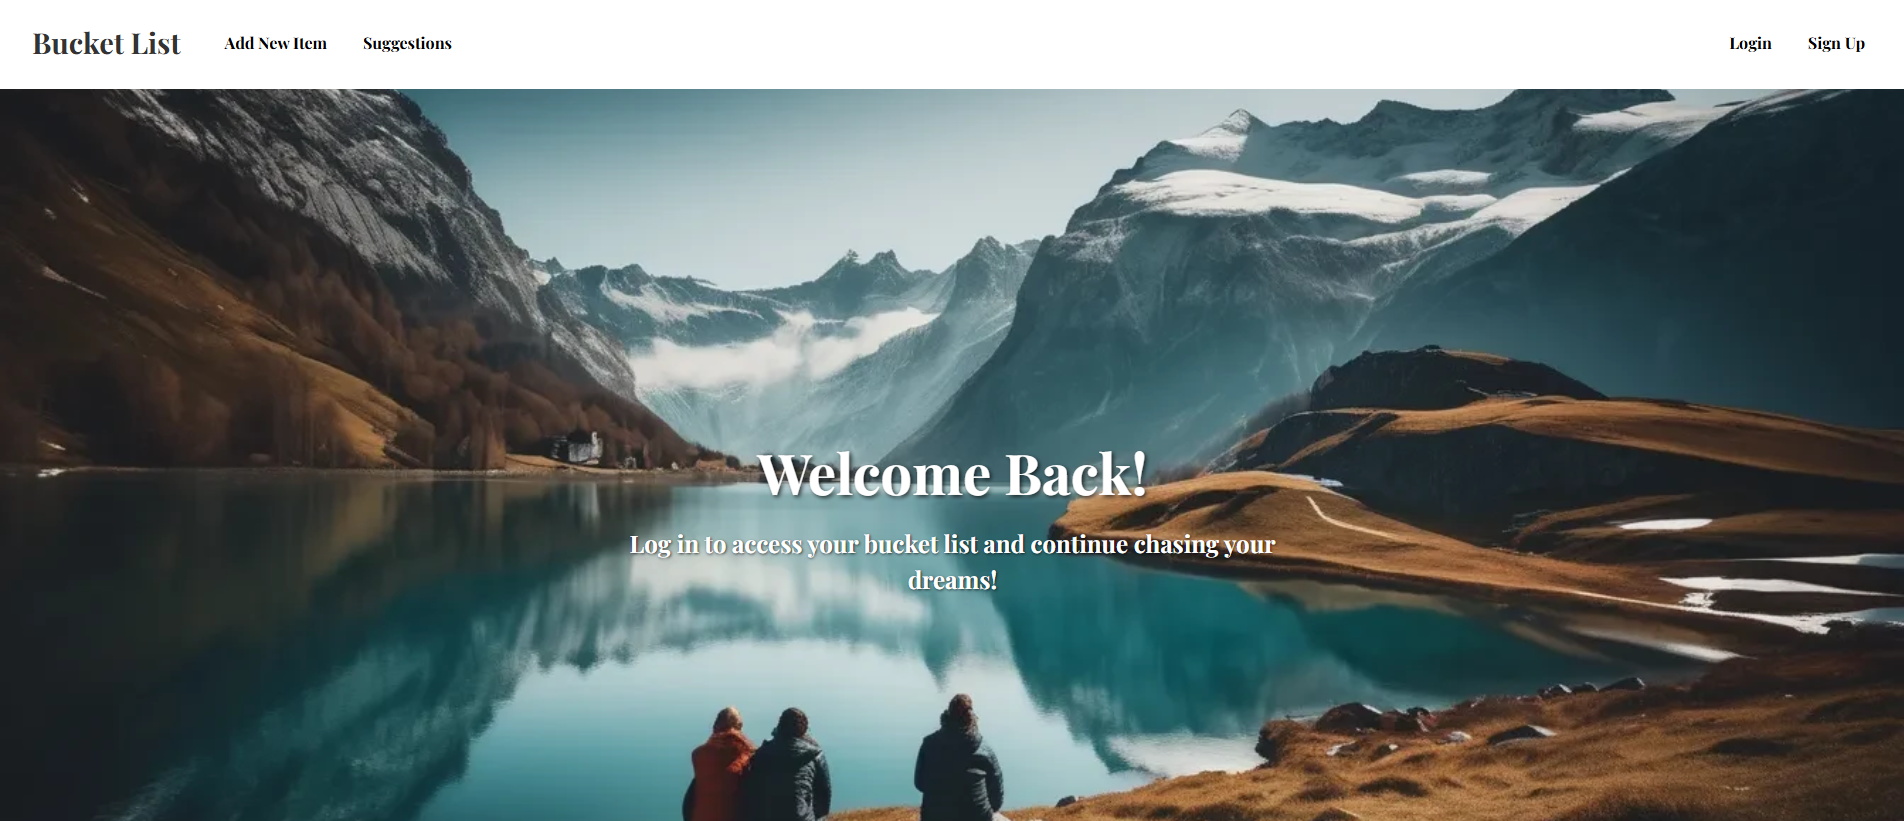 Bucket List Add New Item Suggestions Login Sign Up
Welcome Back!
Log in to access your bucket list and continue chasing your
dreams!